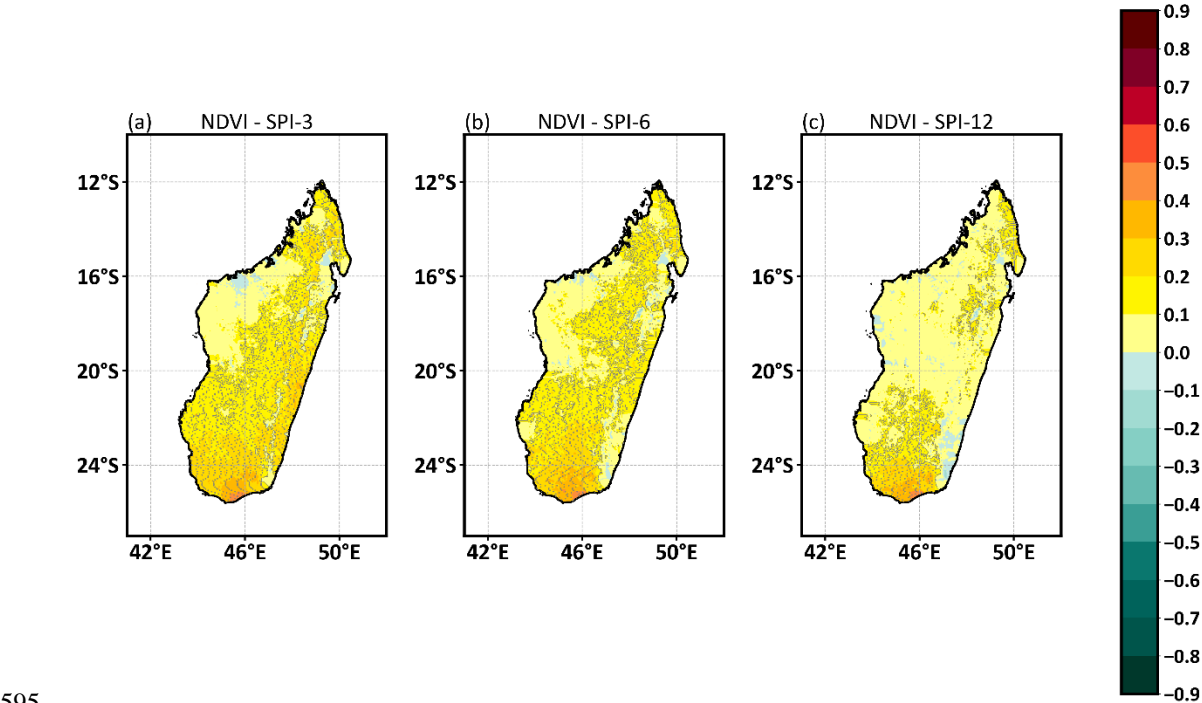 (a) NDVI - SPI-3
(b) NDVI - SPI-6
(c) NDVI - SPI-12
12°S
16°S
20°S
24°S
42°E 46°E 50°E
12°S
16°S
20°S
24°S
42°E 46°E 50°E
12°S
16°S
20°S
24°S
42°E 46°E 50°E
0.9
0.8
0.7
0.6
0.5
0.4
0.3
0.2
0.1
0.0
−0.1
−0.2
−0.3
−0.4
−0.5
−0.6
−0.7
−0.8
−0.9
595